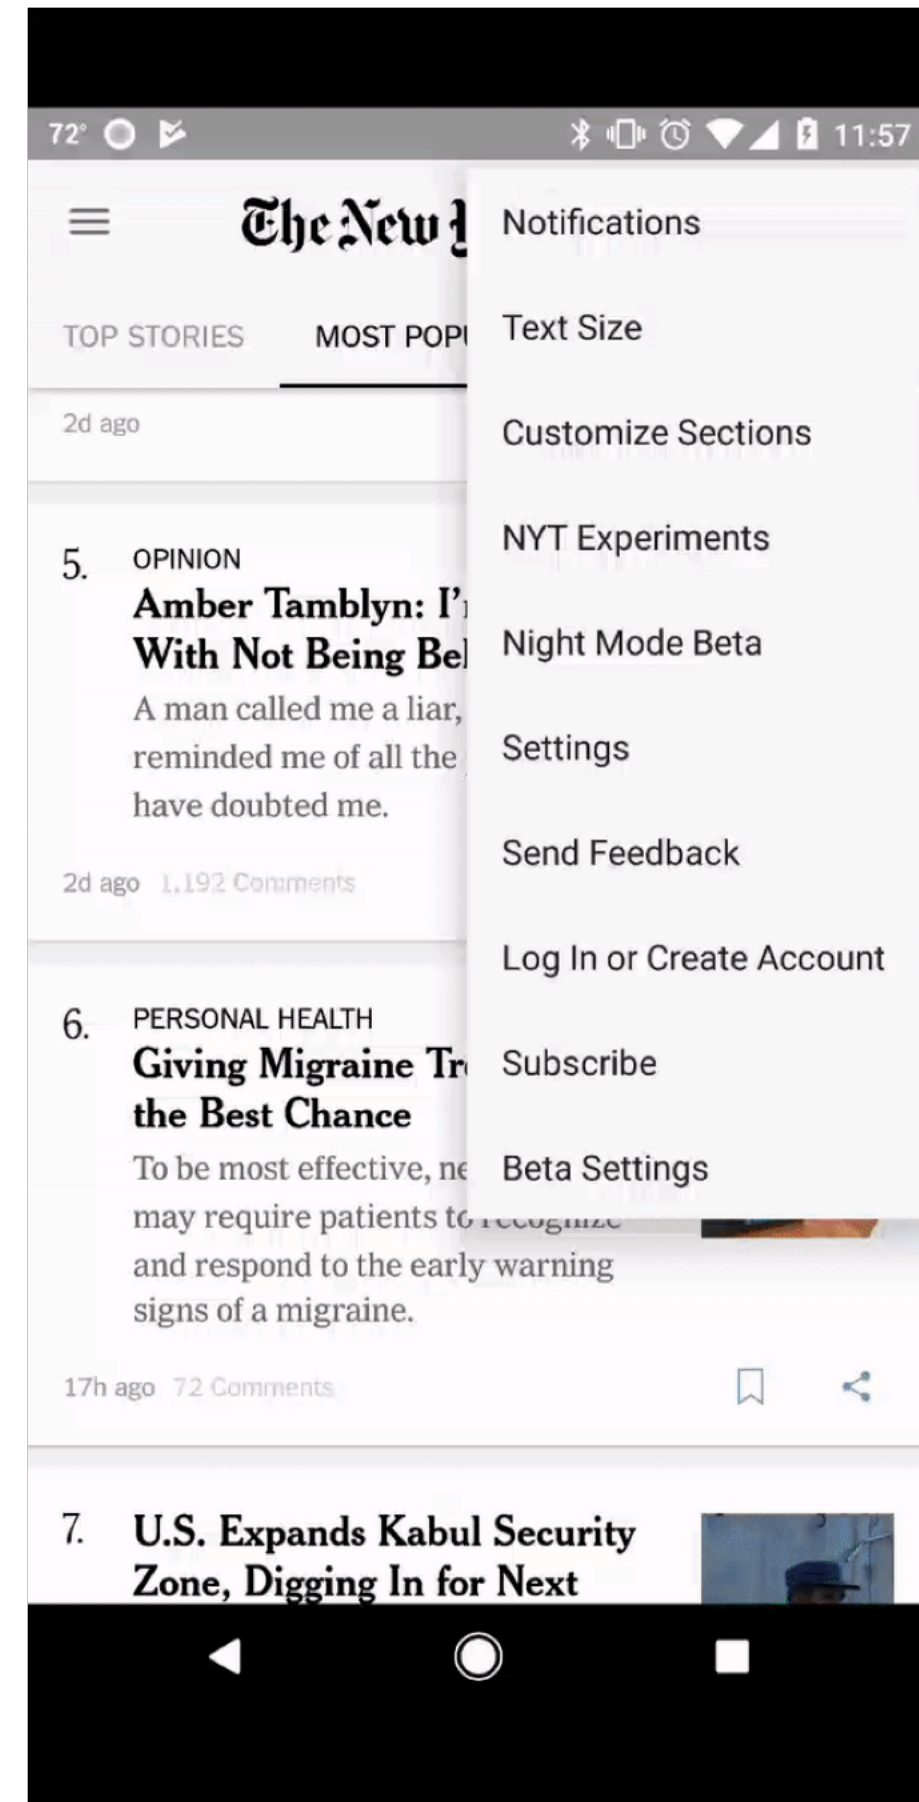 72° 11:57
The New
TOP STORIES MOST POPU
2d ago
5. OPINION
Amber Tamblyn: I'
With Not Being Bel
A man called me a liar,
reminded me of all the
have doubted me.
2d ago 1,192 Comments
6. PERSONAL HEALTH
Giving Migraine Tre
the Best Chance
To be most effective, ne
may require patients to recognize
and respond to the early warning
signs of a migraine.
17h ago 72 Comments
7. U.S. Expands Kabul Security
Zone, Digging In for Next
Notifications
Text Size
Customize Sections
NYT Experiments
Night Mode Beta
Settings
Send Feedback
Log In or Create Account
Subscribe
Beta Settings